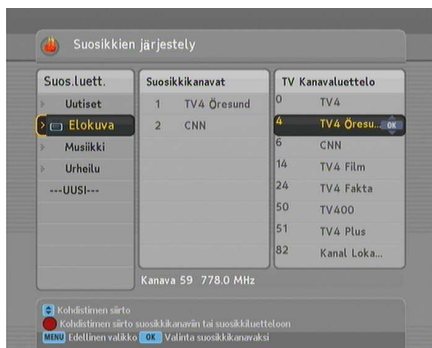 Suosikkien järjestely
Suos.luett.
Uutiset
Elokuva
Musiikki
Urheilu
---UUSI---
Suosikkikanavat
1 TV4 Öresund
2 CNN
TV Kanavaluettelo
0 TV4
4 TV4 Öresu... OK
6 CNN
14 TV4 Film
24 TV4 Fakta
50 TV400
51 TV4 Plus
82 Kanal Loka...
Kanava 59 778.0 MHz
Kohdistimen siirto
Kohdistimen siirto suosikkikanaviin tai suosikkiluetteloon
MENU Edellinen valikko OK Valinta suosikkikanavaksi